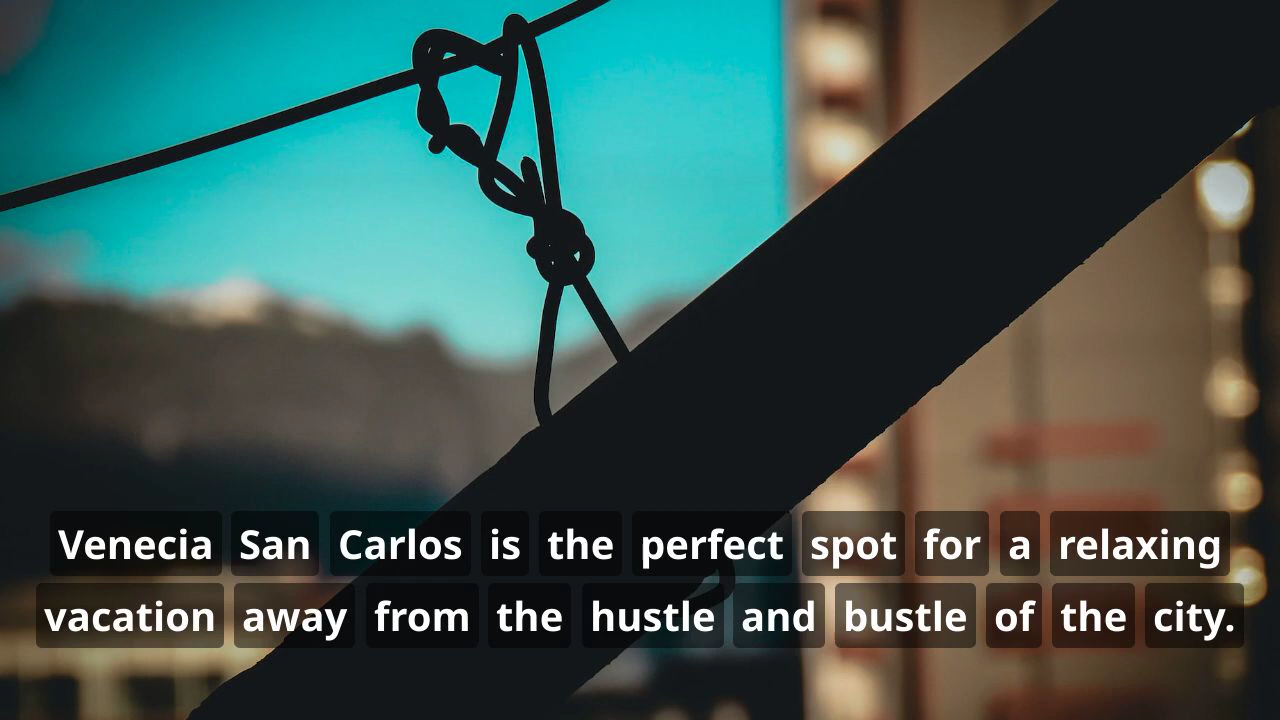 Venecia San Carlos is the perfect spot for a relaxing
vacation away from the hustle and bustle of the city.